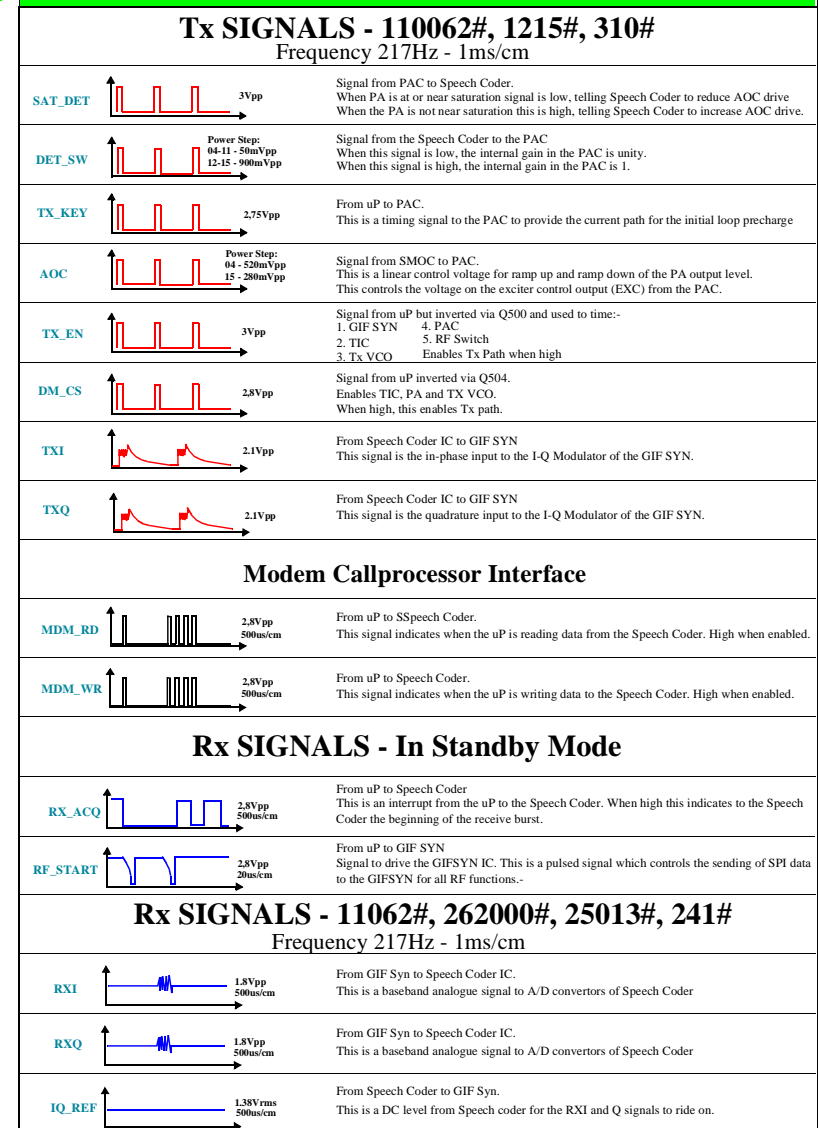 Tx SIGNALS - 110062#, 1215#, 310#
Frequency 217Hz - 1ms/cm
SAT_DET
3Vpp
Signal from PAC to Speech Coder.
When PA is at or near saturation signal is low, telling Speech Coder to reduce AOC drive
When the PA is not near saturation this is high, telling Speech Coder to increase AOC drive.
DET_SW
Power Step:
04-11 - 50mVpp
12-15 - 900mVpp
Signal from the Speech Coder to the PAC
When this signal is low, the internal gain in the PAC is unity.
When this signal is high, the internal gain in the PAC is 1.
TX_KEY
2,75Vpp
From uP to PAC.
This is a timing signal to the PAC to provide the current path for the initial loop precharge
AOC
Power Step:
04 - 520mVpp
15 - 280mVpp
Signal from SMOC to PAC.
This is a linear control voltage for ramp up and ramp down of the PA output level.
This controls the voltage on the exciter control output (EXC) from the PAC.
TX_EN
3Vpp
Signal from uP but inverted via Q500 and used to time:-
1. GIF SYN 4. PAC
2. TIC 5. RF Switch
3. Tx VCO Enables Tx Path when high
DM_CS
2,8Vpp
Signal from uP inverted via Q504.
Enables TIC, PA and TX VCO.
When high, this enables Tx path.
TXI
2.1Vpp
From Speech Coder IC to GIF SYN
This signal is the in-phase input to the I-Q Modulator of the GIF SYN.
TXQ
2.1Vpp
From Speech Coder IC to GIF SYN
This signal is the quadrature input to the I-Q Modulator of the GIF SYN.
Modem Callprocessor Interface
MDM_RD
2,8Vpp
500us/cm
From uP to SSpeech Coder.
This signal indicates when the uP is reading data from the Speech Coder. High when enabled.
MDM_WR
2,8Vpp
500us/cm
From uP to Speech Coder.
This signal indicates when the uP is writing data to the Speech Coder. High when enabled.
Rx SIGNALS - In Standby Mode
RX_ACQ
2,8Vpp
500us/cm
From uP to Speech Coder
This is an interrupt from the uP to the Speech Coder. When high this indicates to the Speech
Coder the beginning of the receive burst.
RF_START
2,8Vpp
20us/cm
From uP to GIF SYN
Signal to drive the GIFSYN IC. This is a pulsed signal which controls the sending of SPI data
to the GIFSYN for all RF functions.-
Rx SIGNALS - 11062#, 262000#, 25013#, 241#
Frequency 217Hz - 1ms/cm
RXI
1.8Vpp
500us/cm
From GIF Syn to Speech Coder IC.
This is a baseband analogue signal to A/D convertors of Speech Coder
RXQ
1.8Vpp
500us/cm
From GIF Syn to Speech Coder IC.
This is a baseband analogue signal to A/D convertors of Speech Coder
IQ_REF
1.38Vrms
500us/cm
From Speech Coder to GIF Syn.
This is a DC level from Speech coder for the RXI and Q signals to ride on.